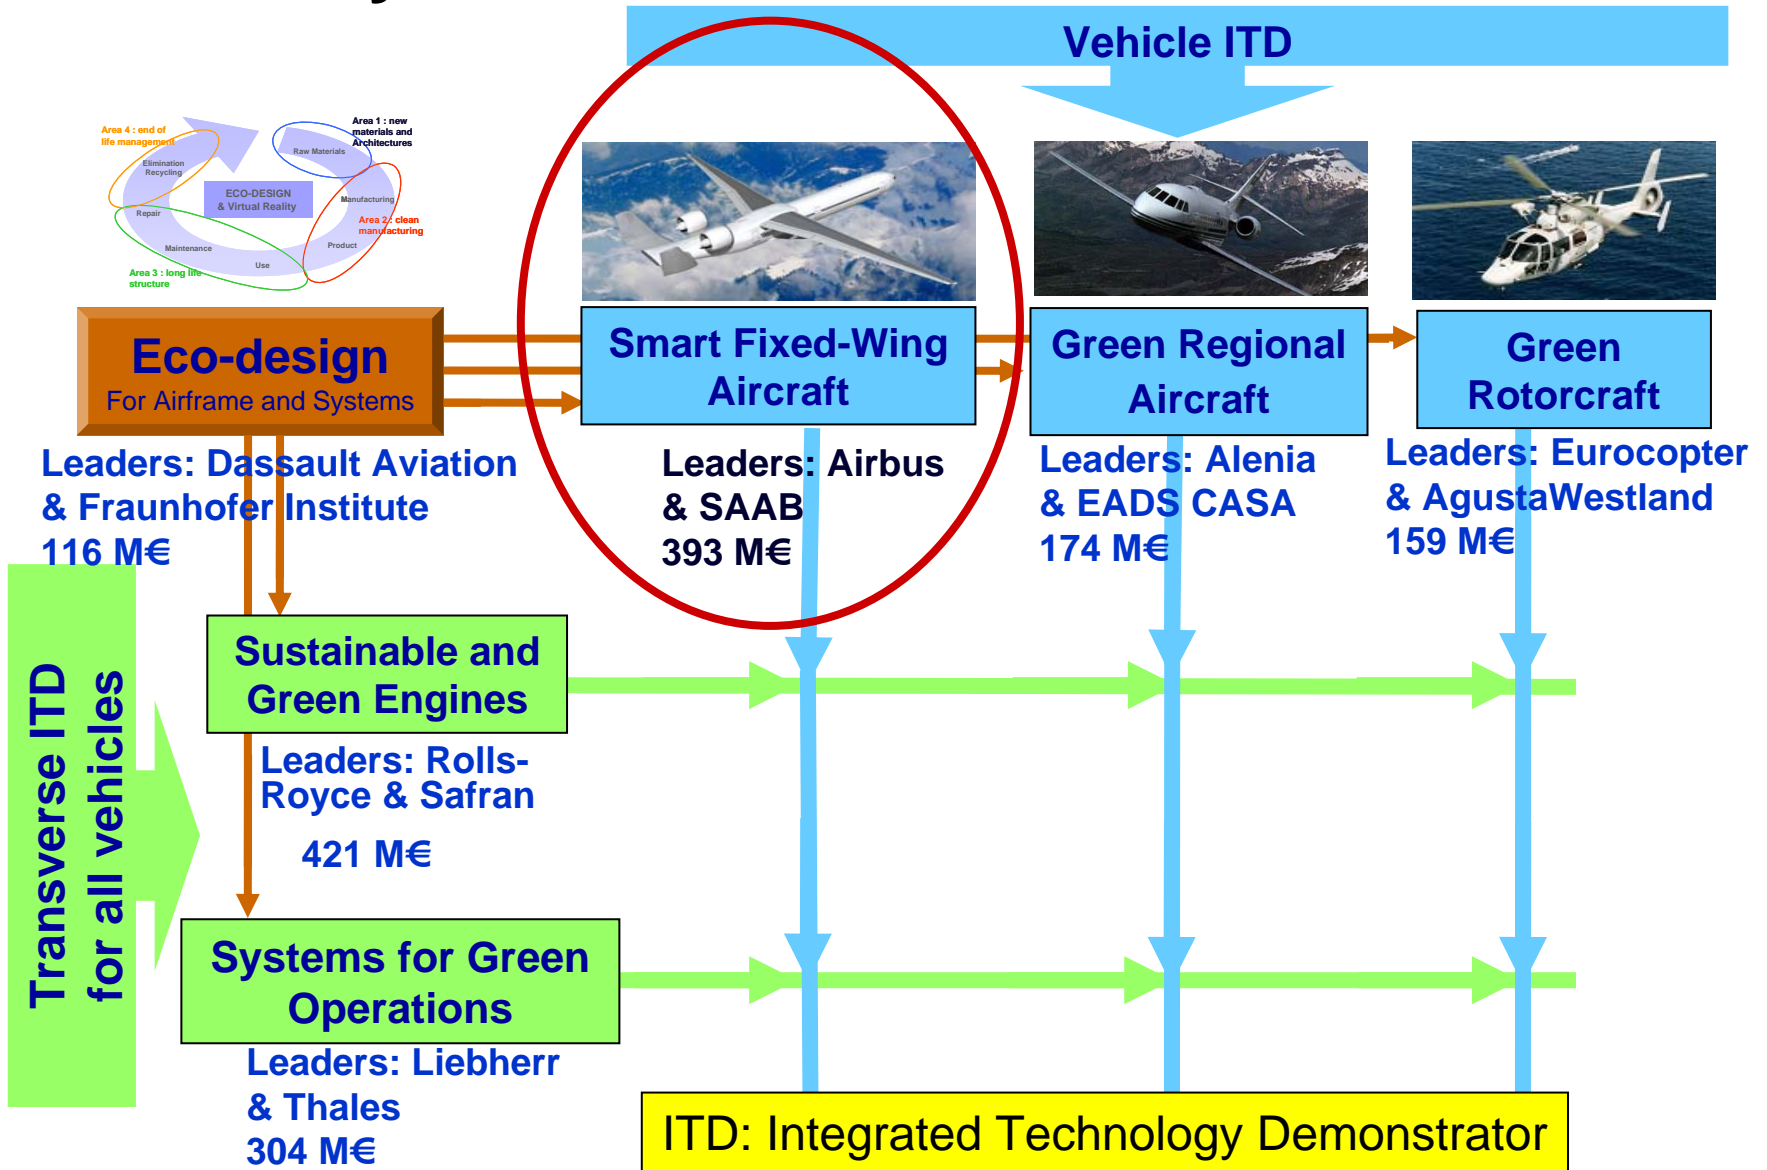 Vehicle ITD
Area 4 : end of
life management
Area 1 : new
materials and
Architectures
Raw Materials
Elimination
Recycling
ECO-DESIGN
& Virtual Reality
Manufacturing
Repair
Area 2 : clean
manufacturing
Product
Maintenance
Use
Area 3 : long life
structure
Eco-design
For Airframe and Systems
Leaders: Dassault Aviation
& Fraunhofer Institute
116 M€
Smart Fixed-Wing
Aircraft
Leaders: Airbus
& SAAB
393 M€
Green Regional
Aircraft
Leaders: Alenia
& EADS CASA
174 M€
Green
Rotorcraft
Leaders: Eurocopter
& AgustaWestland
159 M€
Transverse ITD
for all vehicles
Sustainable and
Green Engines
Leaders: Rolls-
Royce & Safran
421 M€
Systems for Green
Operations
Leaders: Liebherr
& Thales
304 M€
ITD: Integrated Technology Demonstrator